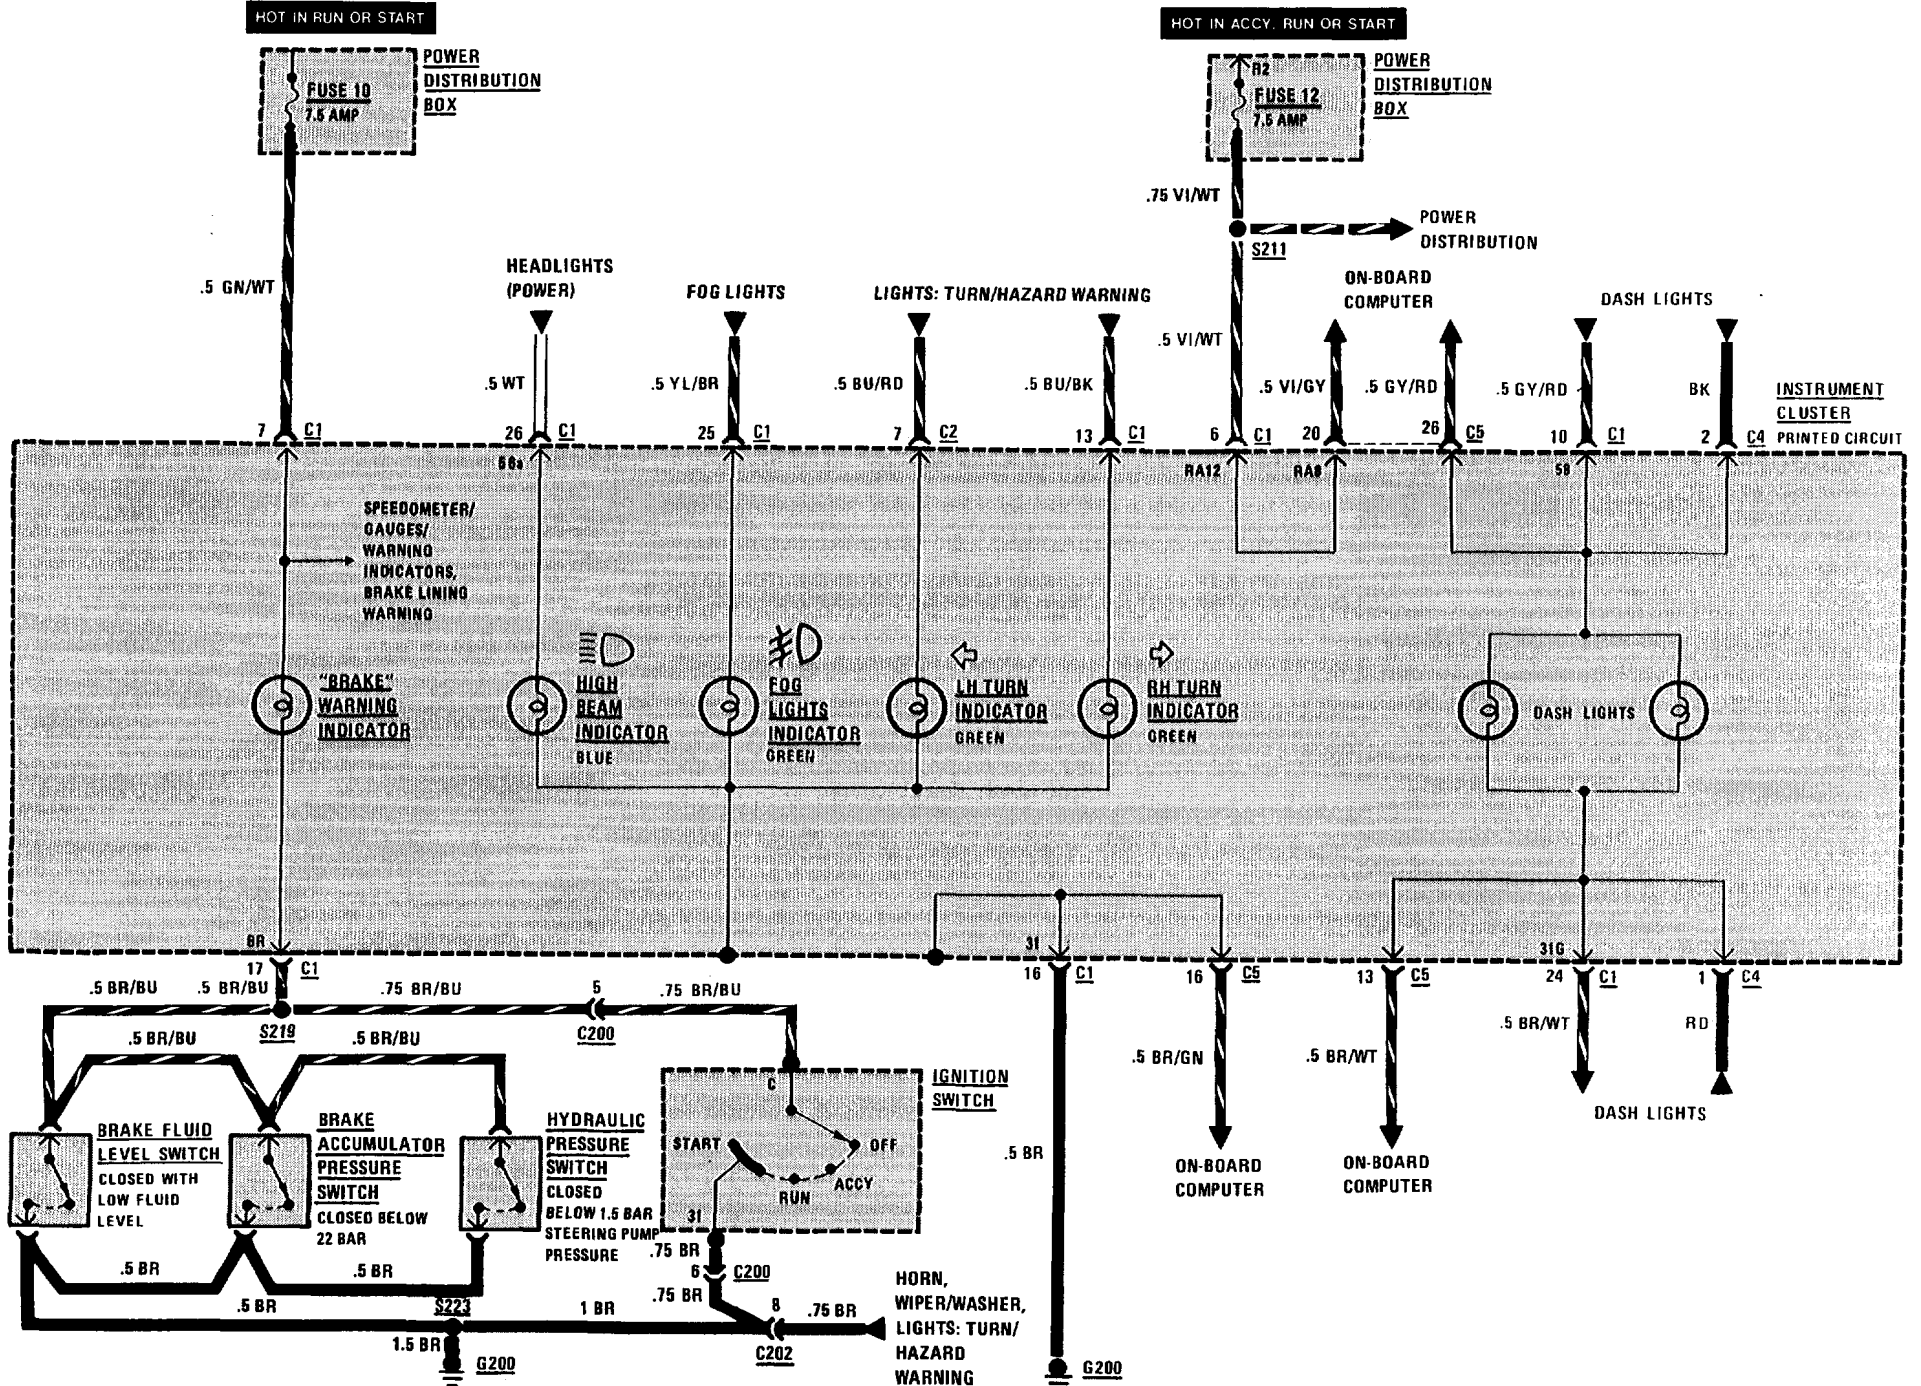 HOT IN RUN OR START
HOT IN ACCY, RUN OR START
POWER
DISTRIBUTION
BOX
FUSE 10
7.5 AMP
R2
FUSE 12
7.5 AMP
POWER
DISTRIBUTION
BOX
.75 VI/WT
S211
POWER
DISTRIBUTION
.5 GN/WT
HEADLIGHTS
(POWER)
FOG LIGHTS
LIGHTS: TURN/HAZARD WARNING
ON-BOARD
COMPUTER
DASH LIGHTS
.5 WT
.5 YL/BR
.5 BU/RD
.5 BU/BK
.5 VI/WT
.5 VI/GY
.5 GY/RD
.5 GY/RD
BK
INSTRUMENT
CLUSTER
PRINTED CIRCUIT
7 C1
26 C1
25 C1
7 C2
13 C1
6 C1
20
26 C5
10 C1
2 C4
RA12
58
SPEEDOMETER/
GAUGES/
WARNING
INDICATORS,
BRAKE LINING
WARNING
"BRAKE"
WARNING
INDICATOR
HIGH
BEAM
INDICATOR
BLUE
FOG
LIGHTS
INDICATOR
GREEN
LH TURN
INDICATOR
GREEN
RH TURN
INDICATOR
GREEN
DASH LIGHTS
BR
31
31G
17 C1
16 C1
16 C5
13 C5
24 C1
1 C4
.5 BR/BU
.5 BR/BU
.75 BR/BU
5
.75 BR/BU
S219
C200
.5 BR/BU
.5 BR/BU
.5 BR/GN
.5 BR/WT
.5 BR/WT
RD
DASH LIGHTS
BRAKE FLUID
LEVEL SWITCH
CLOSED WITH
LOW FLUID
LEVEL
BRAKE
ACCUMULATOR
PRESSURE
SWITCH
CLOSED BELOW
22 BAR
HYDRAULIC
PRESSURE
SWITCH
CLOSED
BELOW 1.5 BAR
STEERING PUMP
PRESSURE
IGNITION
SWITCH
C
START
OFF
RUN
ACCY
31
.5 BR
ON-BOARD
COMPUTER
ON-BOARD
COMPUTER
.75 BR
6 C200
.75 BR
.5 BR
.5 BR
.5 BR
S223
1 BR
8
.75 BR
C202
HORN,
WIPER/WASHER,
LIGHTS: TURN/
HAZARD
WARNING
1.5 BR
G200
G200